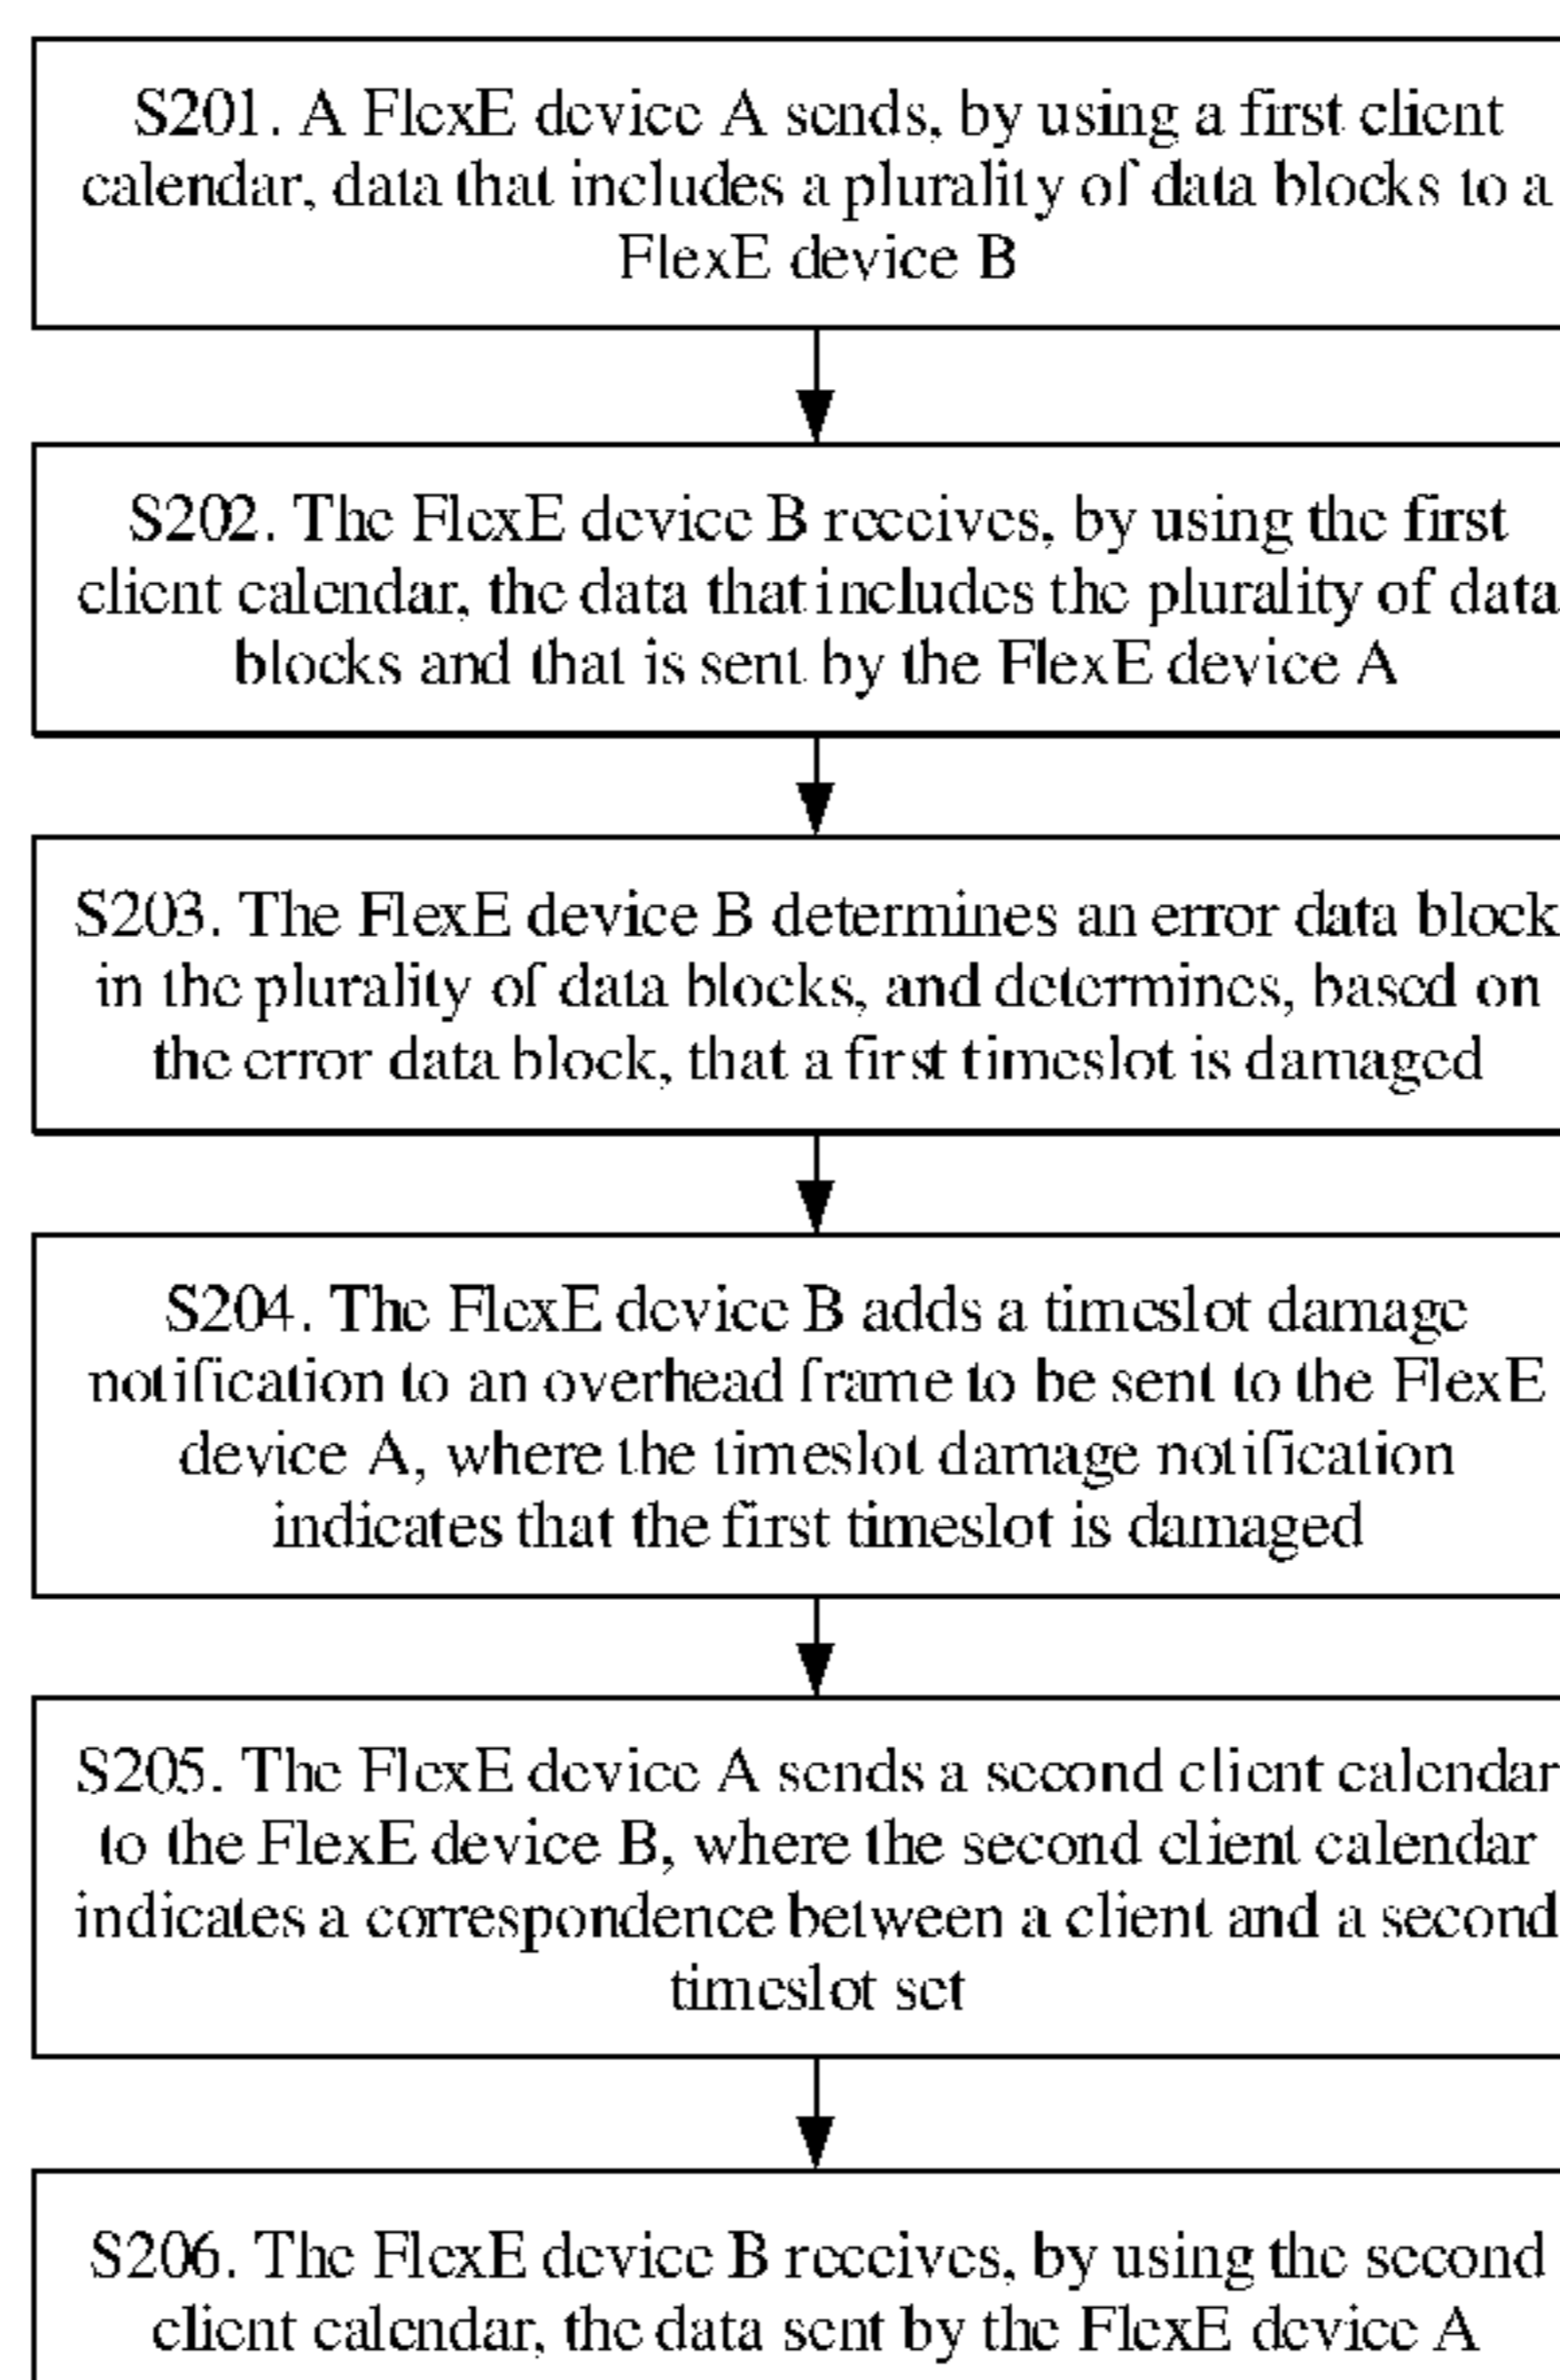 S201. A FlexE device A sends, by using a first client
calendar, data that includes a plurality of data blocks to a
FlexE device B
S202. The FlexE device B receives, by using the first
client calendar, the data that includes the plurality of data
blocks and that is sent by the FlexE device A
S203. The FlexE device B determines an error data block
in the plurality of data blocks, and determines, based on
the error data block, that a first timeslot is damaged
S204. The FlexE device B adds a timeslot damage
notification to an overhead frame to be sent to the FlexE
device A, where the timeslot damage notification
indicates that the first timeslot is damaged
S205. The FlexE device A sends a second client calendar
to the FlexE device B, where the second client calendar
indicates a correspondence between a client and a second
timeslot set
S206. The FlexE device B receives, by using the second
client calendar, the data sent by the FlexE device A